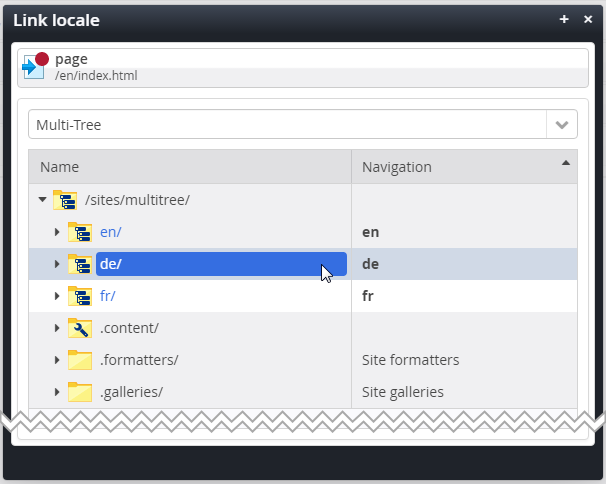 Link locale
page
/en/index.html
Multi-Tree
Name Navigation
/sites/multitree/
en/ en
de/ de
fr/ fr
.content/
.formatters/ Site formatters
.galleries/ Site galleries